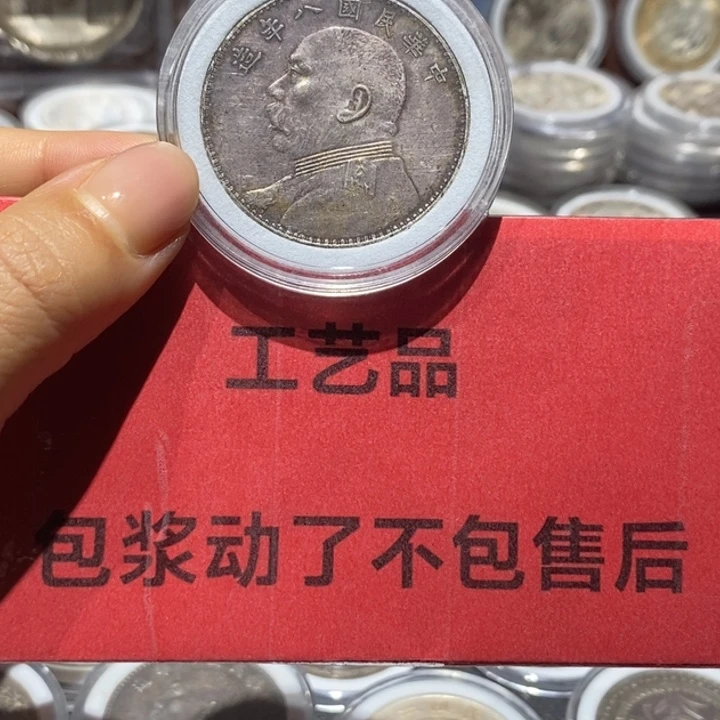 中華民國八年造
工艺品
包浆动了不包售后